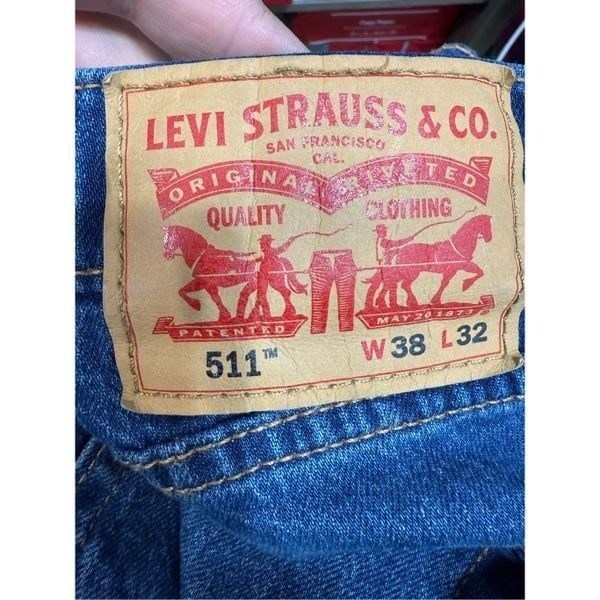 LEVI STRAUSS & CO.
SAN FRANCISCO
CAL.
ORIGINAL RIVETED
QUALITY CLOTHING
PATENTED MAY 20 1873
511™ W38 L32